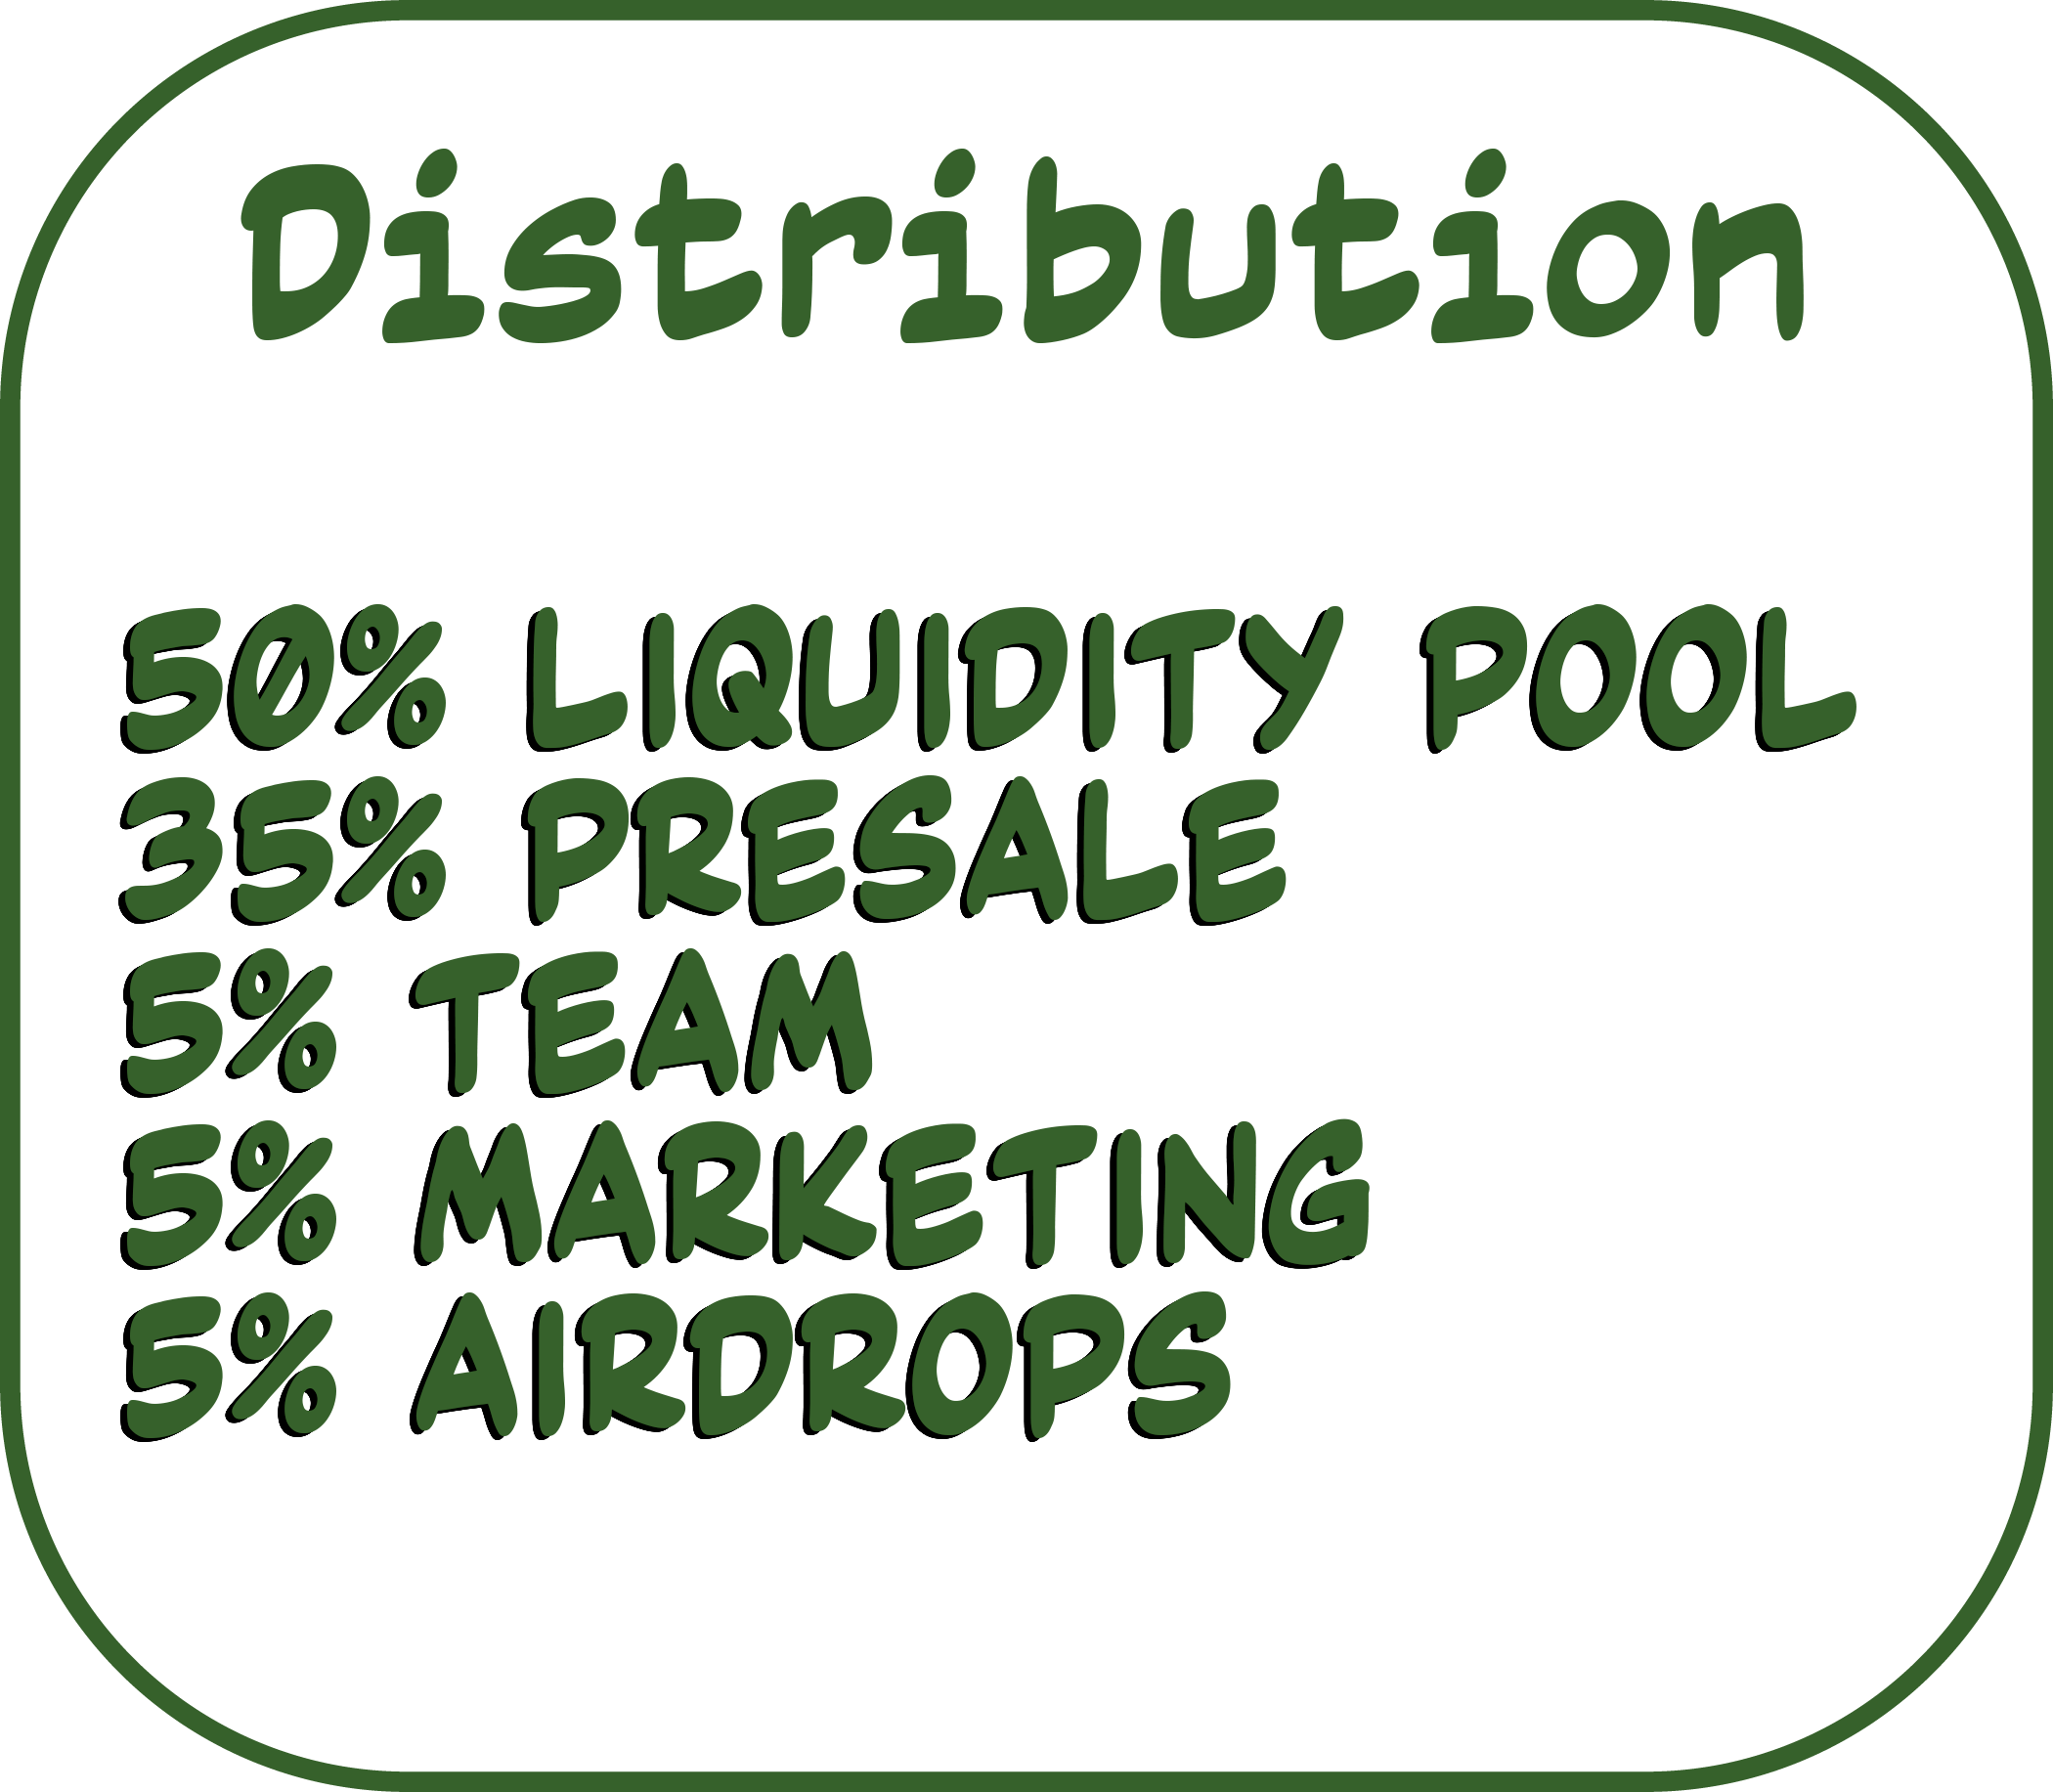 Distribution
50% LIQUIDITY POOL
35% PRESALE
5% TEAM
5% MARKETING
5% AIRDROPS